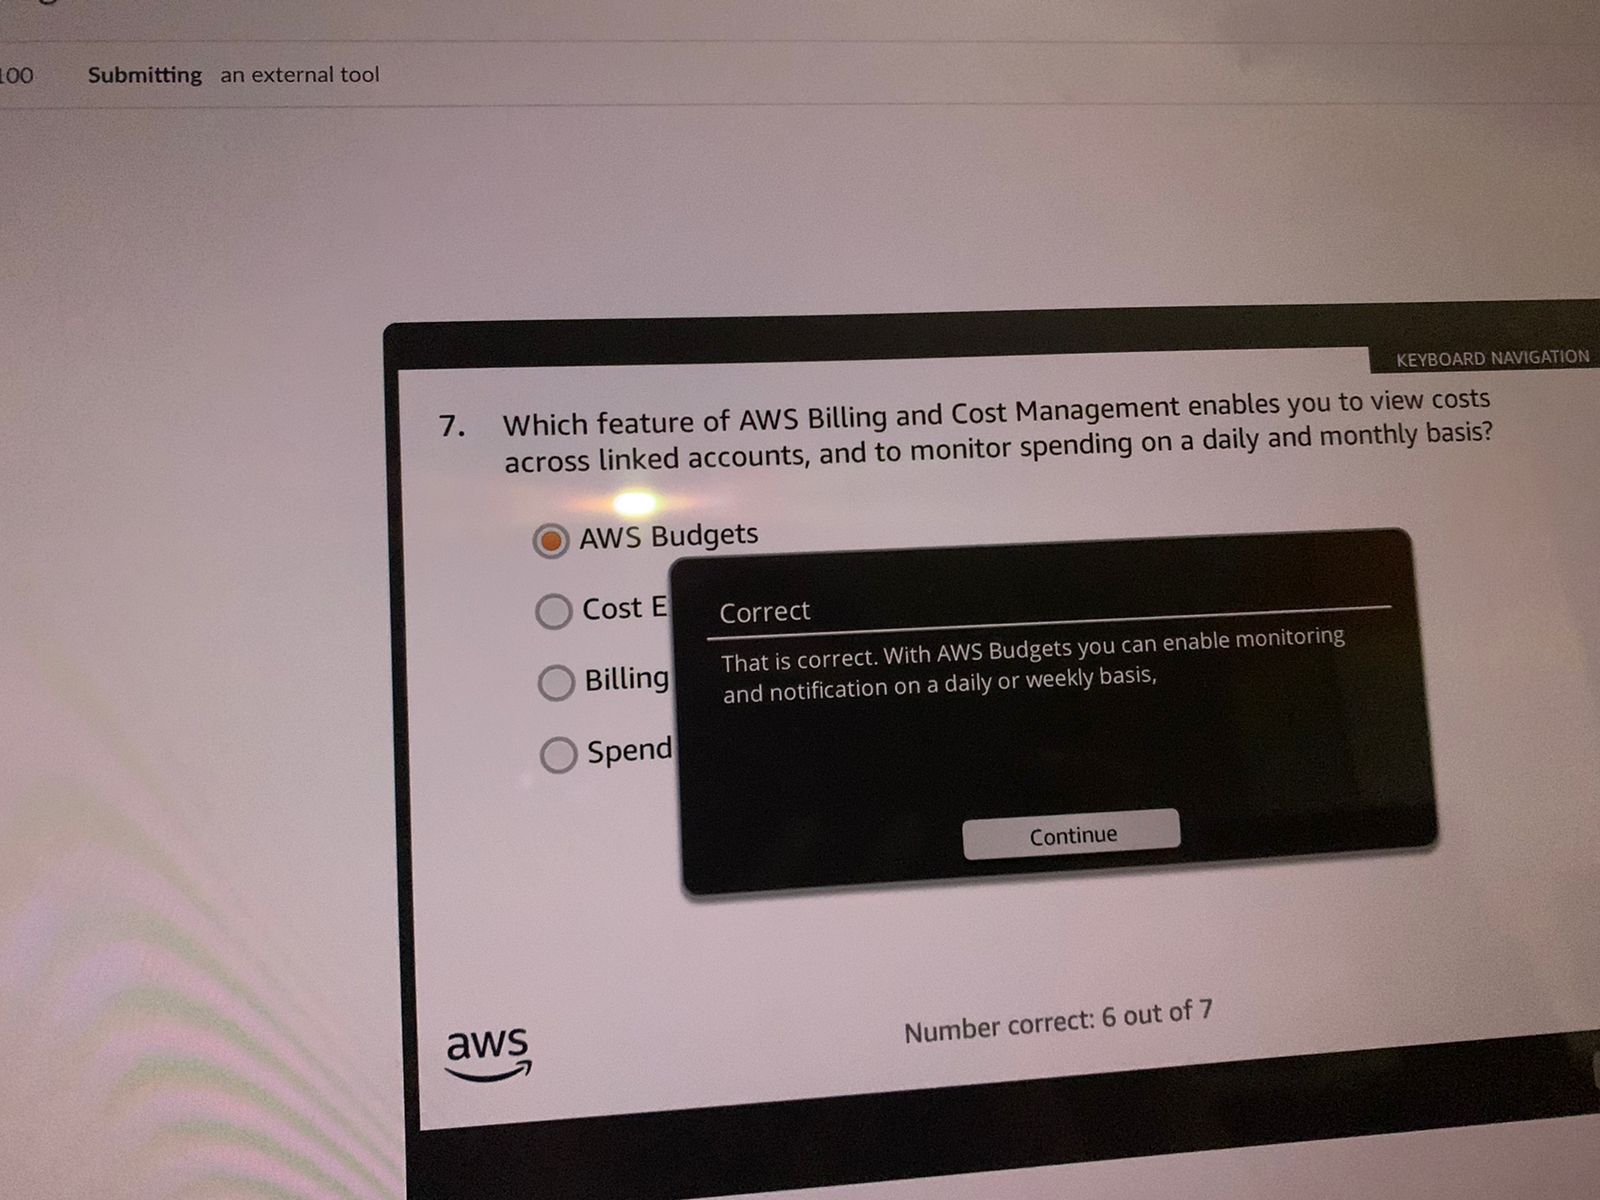 100 Submitting an external tool
KEYBOARD NAVIGATION
7. Which feature of AWS Billing and Cost Management enables you to view costs
across linked accounts, and to monitor spending on a daily and monthly basis?
AWS Budgets
Cost E
Billing
Spend
Correct
That is correct. With AWS Budgets you can enable monitoring
and notification on a daily or weekly basis,
Continue
Number correct: 6 out of 7
aws